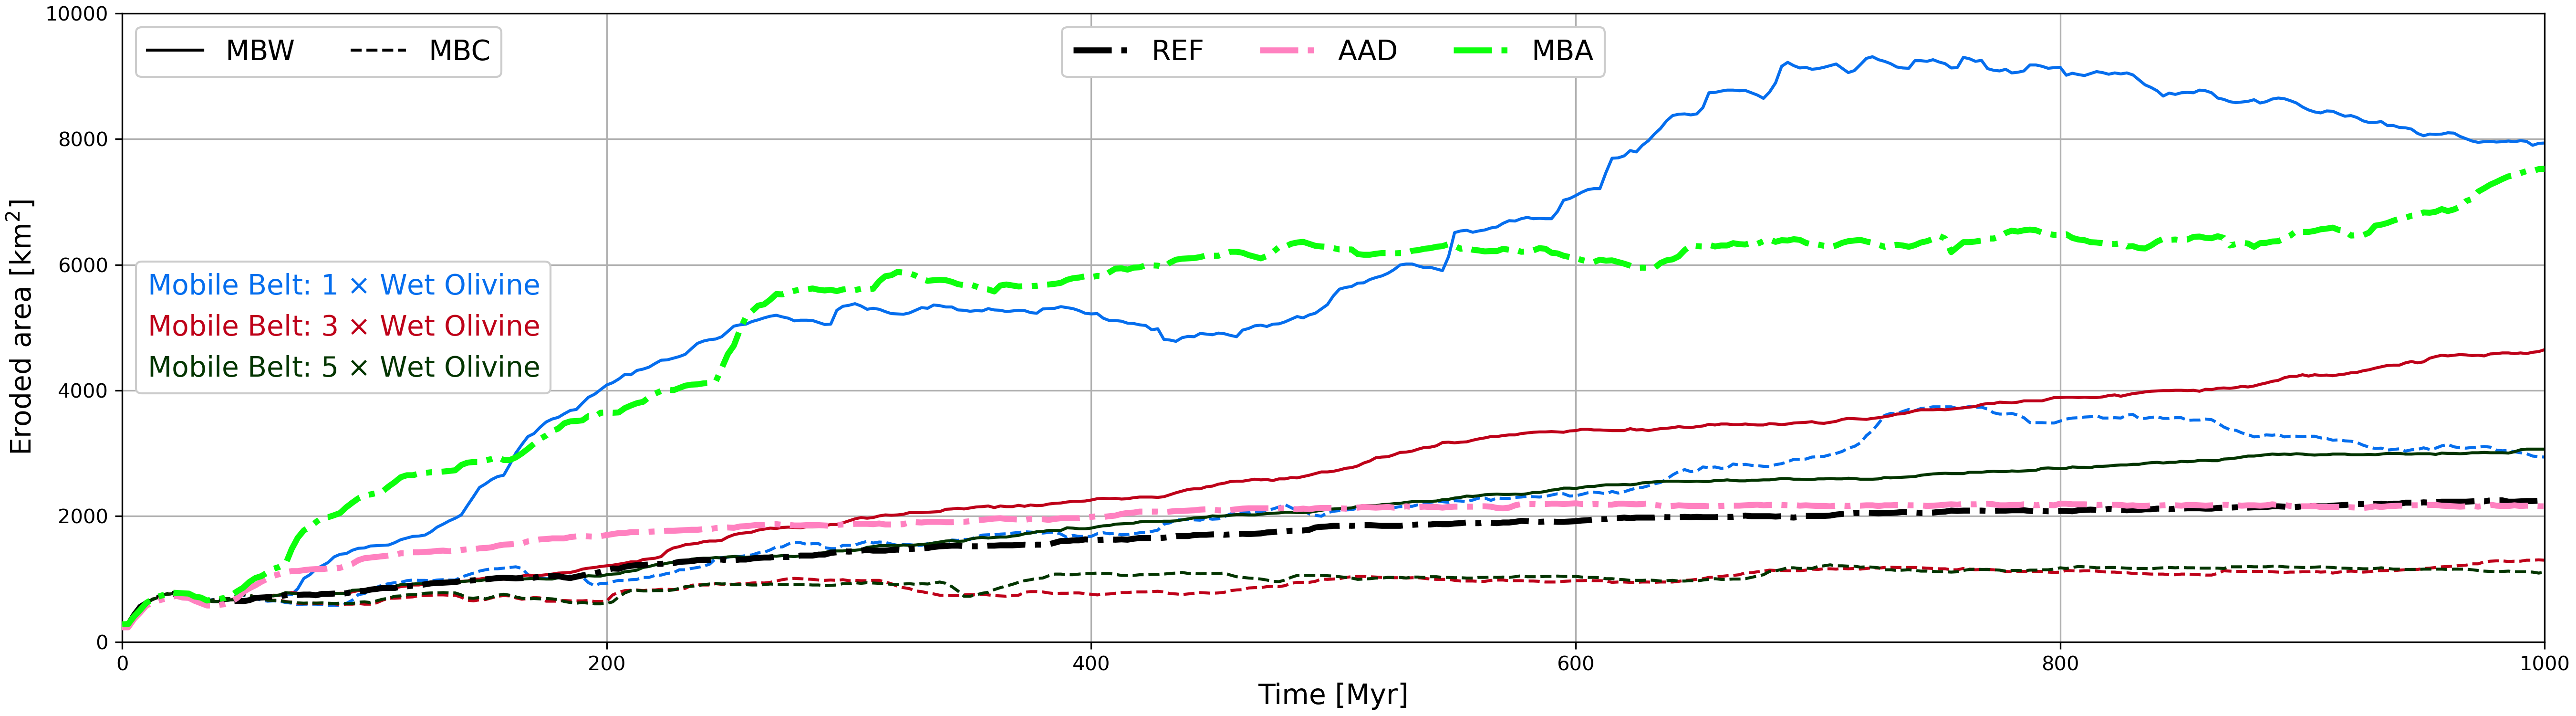 MBW MBC
REF AAD MBA
Mobile Belt: 1 × Wet Olivine
Mobile Belt: 3 × Wet Olivine
Mobile Belt: 5 × Wet Olivine
Eroded area [km²]
10000
8000
6000
4000
2000
0
0 200 400 600 800 1000
Time [Myr]